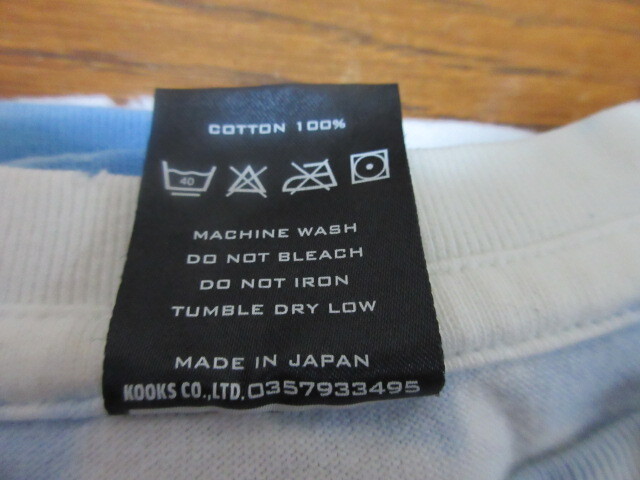 COTTON 100%
40
MACHINE WASH
DO NOT BLEACH
DO NOT IRON
TUMBLE DRY LOW
MADE IN JAPAN
KOOKS CO.,LTD.0357933495